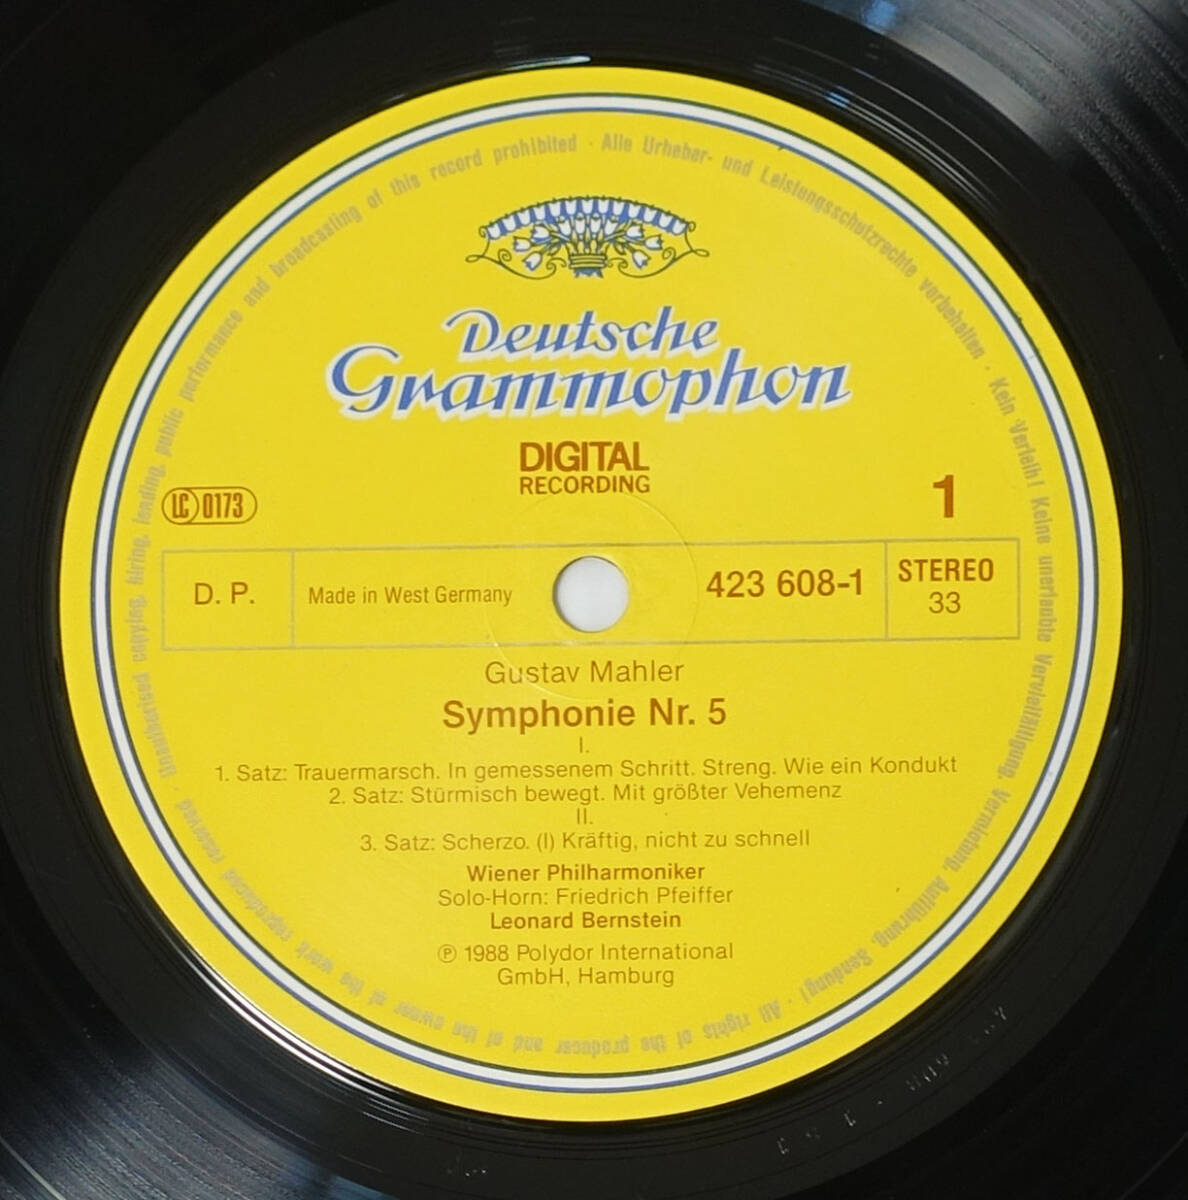 Deutsche
Grammophon
DIGITAL
RECORDING
LC 0173
1
D. P.
Made in West Germany
423 608-1
STEREO
33
Gustav Mahler
Symphonie Nr. 5
I.
1. Satz: Trauermarsch. In gemessenem Schritt. Streng. Wie ein Kondukt
2. Satz: Stürmisch bewegt. Mit größter Vehemenz
II.
3. Satz: Scherzo. (I) Kräftig, nicht zu schnell
Wiener Philharmoniker
Solo-Horn: Friedrich Pfeiffer
Leonard Bernstein
℗ 1988 Polydor International
GmbH, Hamburg
Alle Urheber- und Leistungsschutzrechte vorbehalten · Kein Verleih! Keine unerlaubte Vervielfältigung, Vermietung, Aufführung, Sendung! · All rights of the producer and of the owner of the work reproduced reserved · Unauthorised copying, hiring, lending, public performance and broadcasting of this record prohibited ·